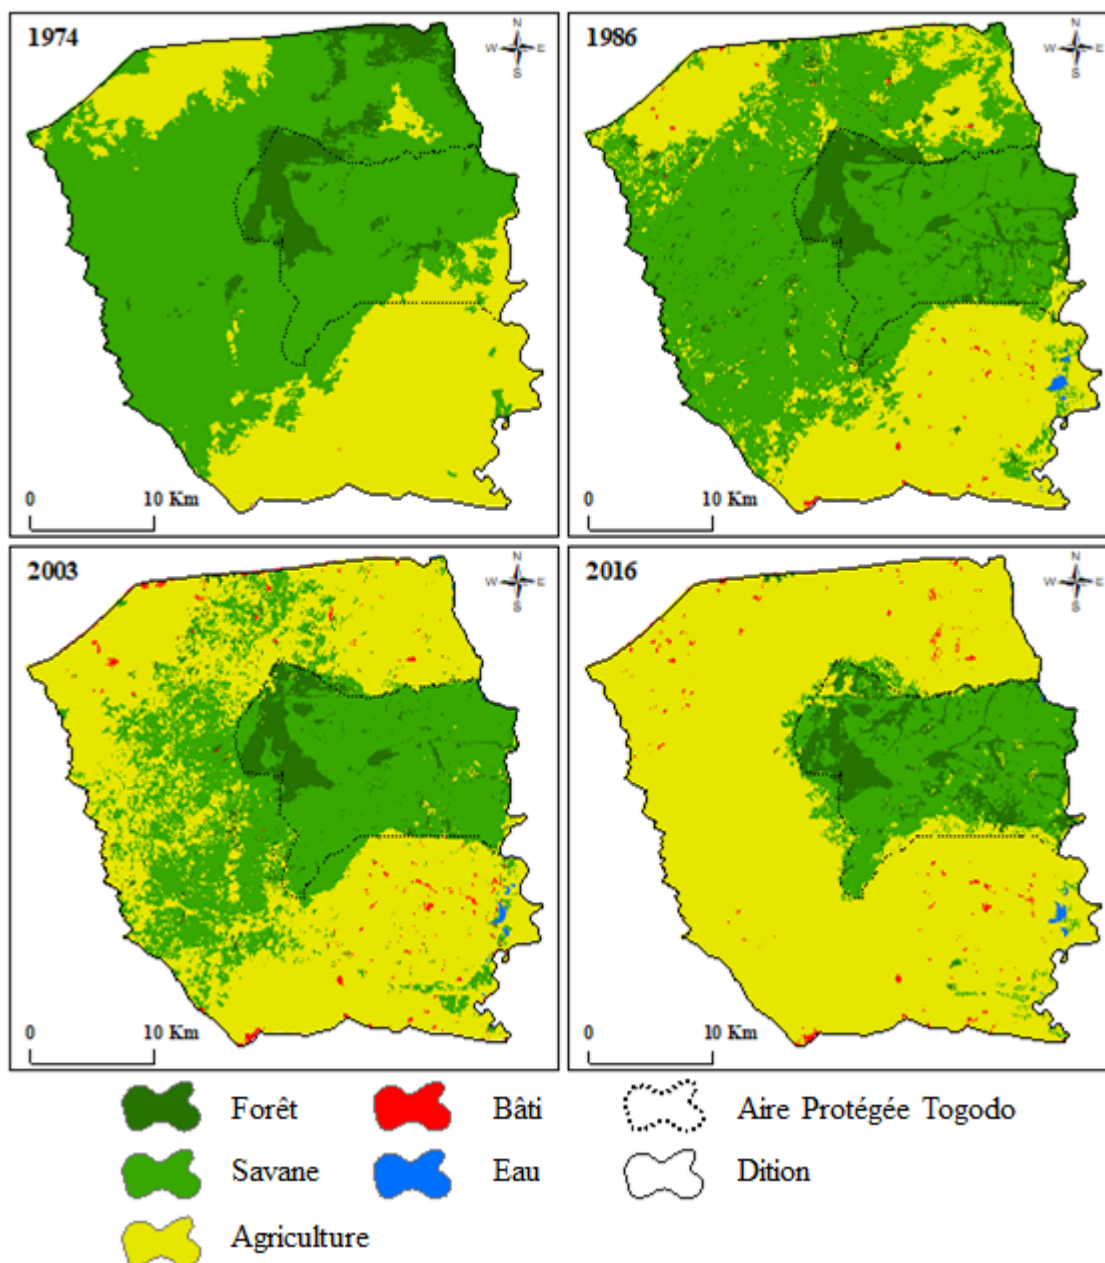 1974
N
W E
S
0 10 Km
1986
N
W E
S
0 10 Km
2003
N
W E
S
0 10 Km
2016
N
W E
S
0 10 Km
Forêt Bâti Aire Protégée Togodo
Savane Eau Dition
Agriculture